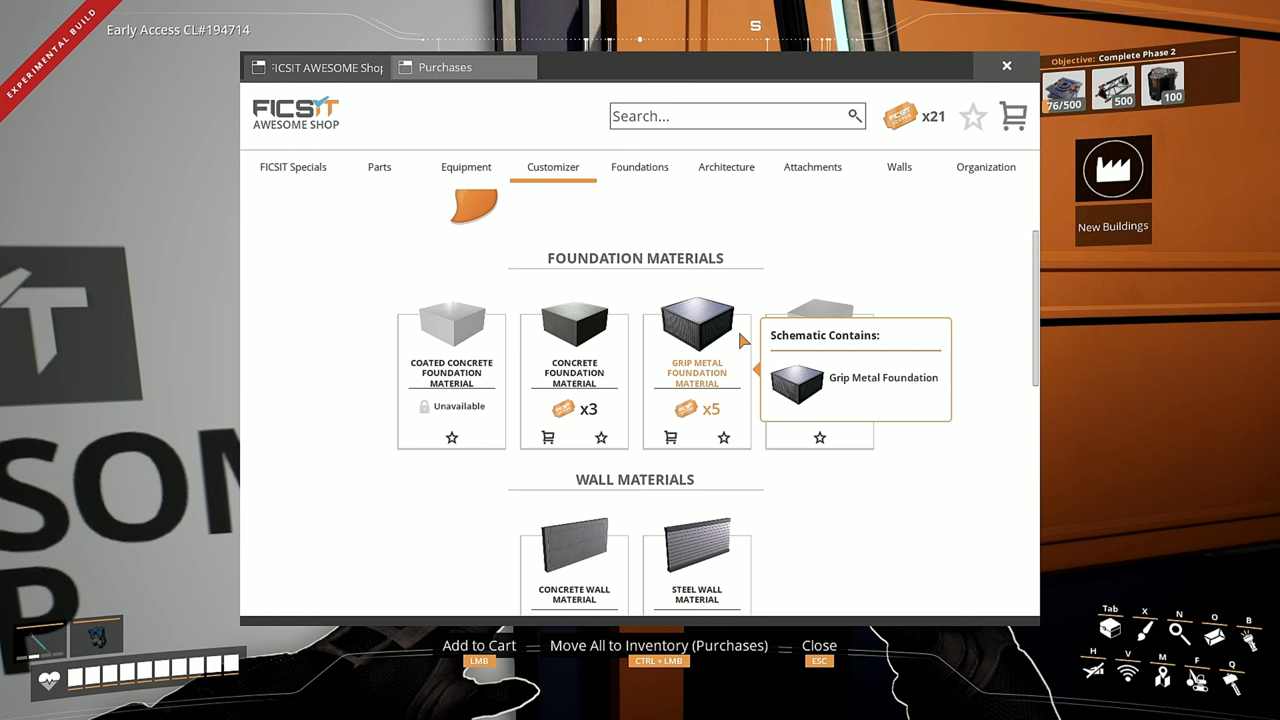 EXPERIMENTAL BUILD
Early Access CL#194714
S
Objective: Complete Phase 2
76/500
500
100
New Buildings
FICSIT AWESOME Shop
Purchases
FICSIT
AWESOME SHOP
Search...
FICSIT COUPON
x21
FICSIT Specials
Parts
Equipment
Customizer
Foundations
Architecture
Attachments
Walls
Organization
FOUNDATION MATERIALS
COATED CONCRETE
FOUNDATION
MATERIAL
Unavailable
CONCRETE
FOUNDATION
MATERIAL
x3
GRIP METAL
FOUNDATION
MATERIAL
x5
Schematic Contains:
Grip Metal Foundation
WALL MATERIALS
CONCRETE WALL
MATERIAL
STEEL WALL
MATERIAL
T
SOM
P
Add to Cart
LMB
Move All to Inventory (Purchases)
CTRL + LMB
Close
ESC
Tab
X
N
O
B
H
V
M
F
Q